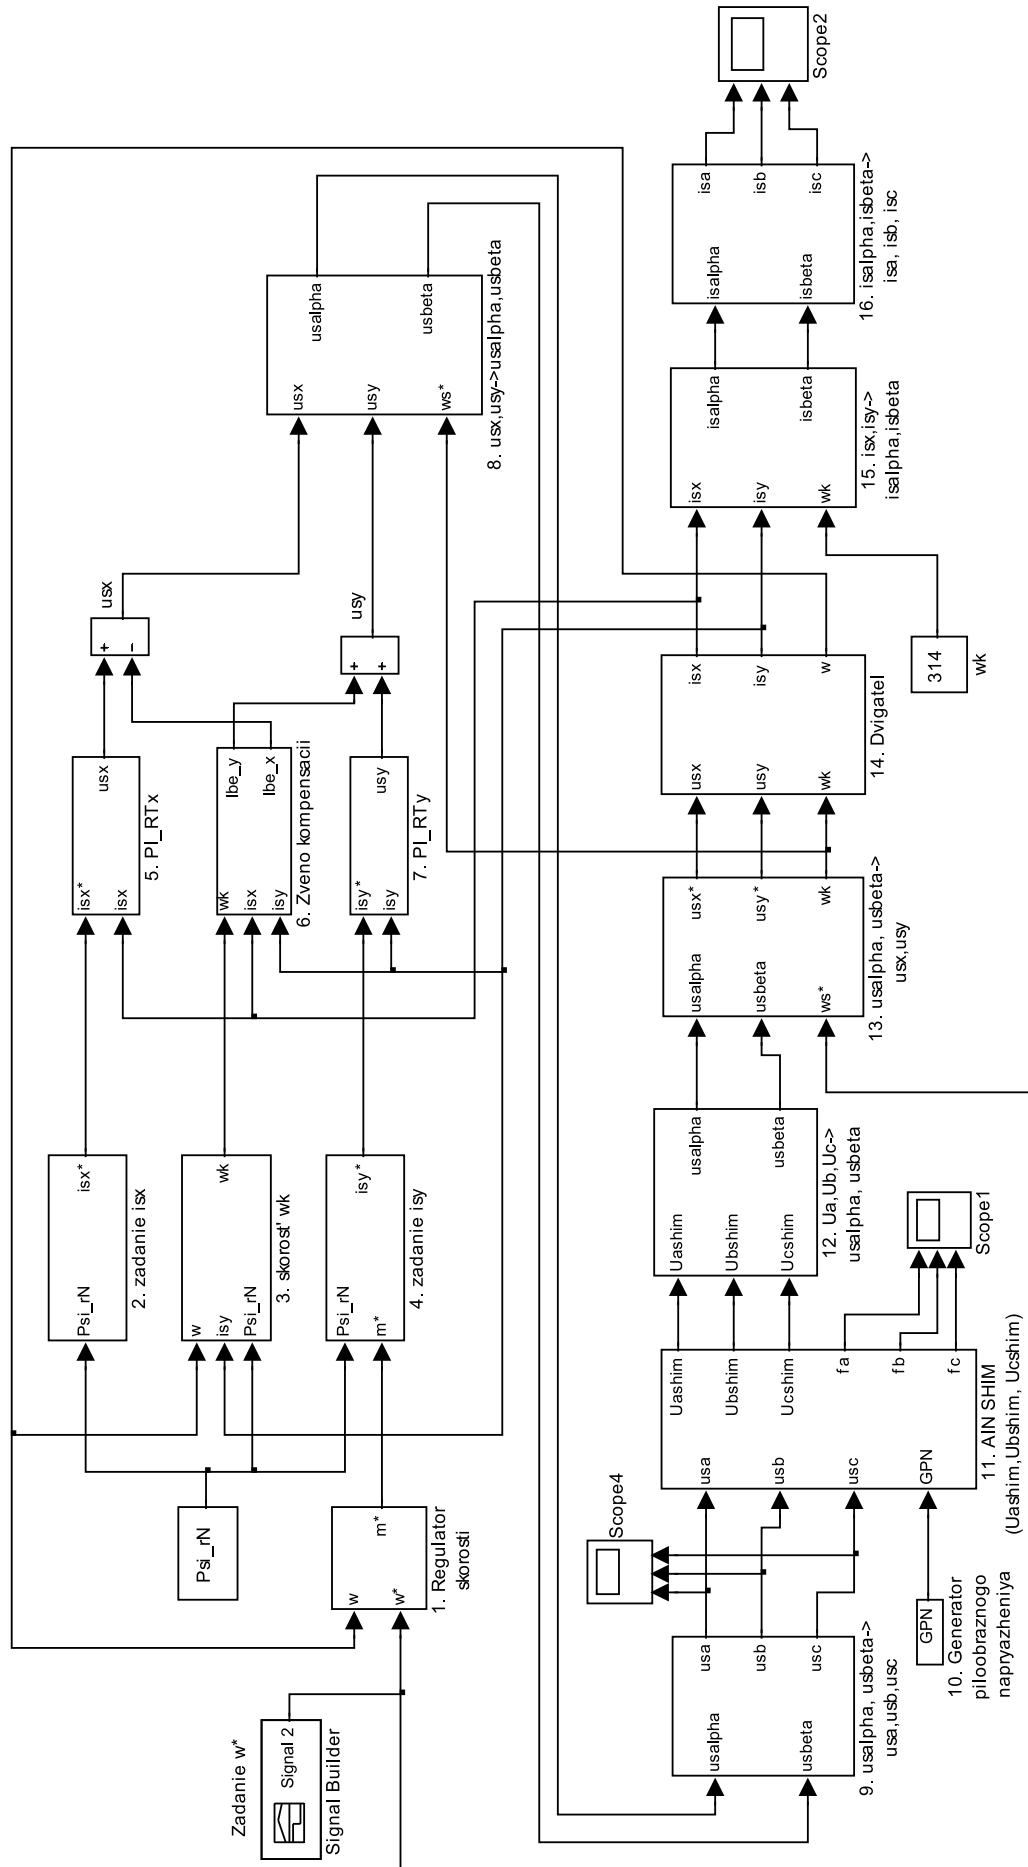 Zadanie w*
Signal 2
Signal Builder
w
w*
m*
1. Regulator
skorosti
Psi_rN
Psi_rN
isx*
2. zadanie isx
w
isy
Psi_rN
wk
3. skorost' wk
Psi_rN
m*
isy*
4. zadanie isy
isx*
isx
usx
5. PI_RTx
wk
isx
isy
Ibe_y
Ibe_x
6. Zveno kompensacii
isy*
isy
usy
7. PI_RTy
+
−
usx
+
+
usy
usx
usy
ws*
usalpha
usbeta
8. usx,usy->usalpha,usbeta
usalpha
usbeta
usa
usb
usc
9. usalpha, usbeta->
usa,usb,usc
Scope4
GPN
10. Generator
piloobraznogo
napryazheniya
usa
usb
usc
GPN
Uashim
Ubshim
Ucshim
fa
fb
fc
11. AIN SHIM
(Uashim,Ubshim, Ucshim)
Scope1
Uashim
Ubshim
Ucshim
usalpha
usbeta
12. Ua,Ub,Uc->
usalpha, usbeta
usalpha
usbeta
ws*
usx*
usy*
wk
13. usalpha, usbeta->
usx,usy
usx
usy
wk
isx
isy
w
14. Dvigatel
314
wk
isx
isy
wk
isalpha
isbeta
15. isx,isy->
isalpha,isbeta
isalpha
isbeta
isa
isb
isc
16. isalpha,isbeta->
isa, isb, isc
Scope2